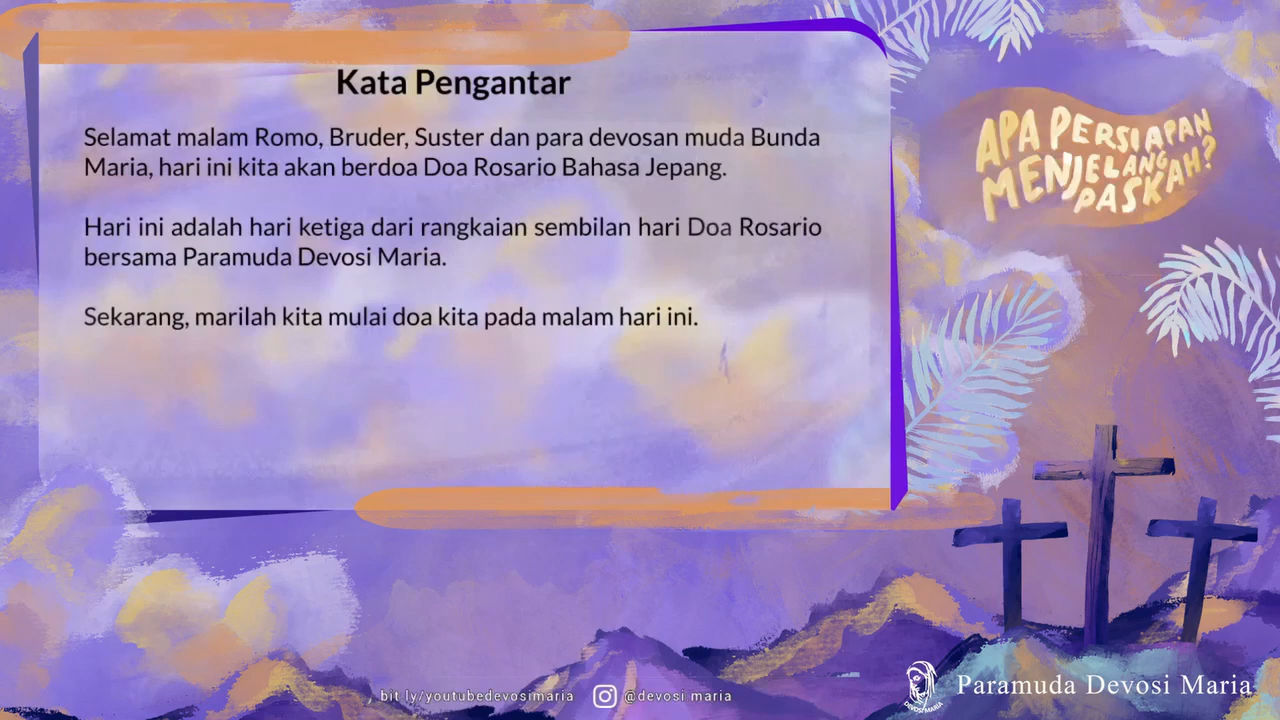 Kata Pengantar
Selamat malam Romo, Bruder, Suster dan para devosan muda Bunda
Maria, hari ini kita akan berdoa Doa Rosario Bahasa Jepang.
Hari ini adalah hari ketiga dari rangkaian sembilan hari Doa Rosario
bersama Paramuda Devosi Maria.
Sekarang, marilah kita mulai doa kita pada malam hari ini.
APA PERSIAPAN
MENJELANG
PASKAH?
bit ly/youtubedevosimaria @devosi maria
DEVOSI MARIA
Paramuda Devosi Maria